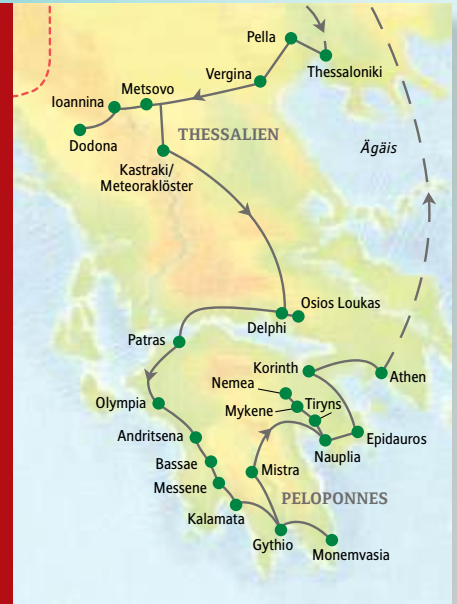 Pella
Thessaloniki
Vergina
Metsovo
Ioannina
Dodona
THESSALIEN
Ägäis
Kastraki/
Meteoraklöster
Osios Loukas
Delphi
Patras
Korinth
Athen
Nemea
Mykene
Tiryns
Olympia
Epidauros
Andritsena
Nauplia
Bassae
Mistra
Messene
PELOPONNES
Kalamata
Gythio
Monemvasia